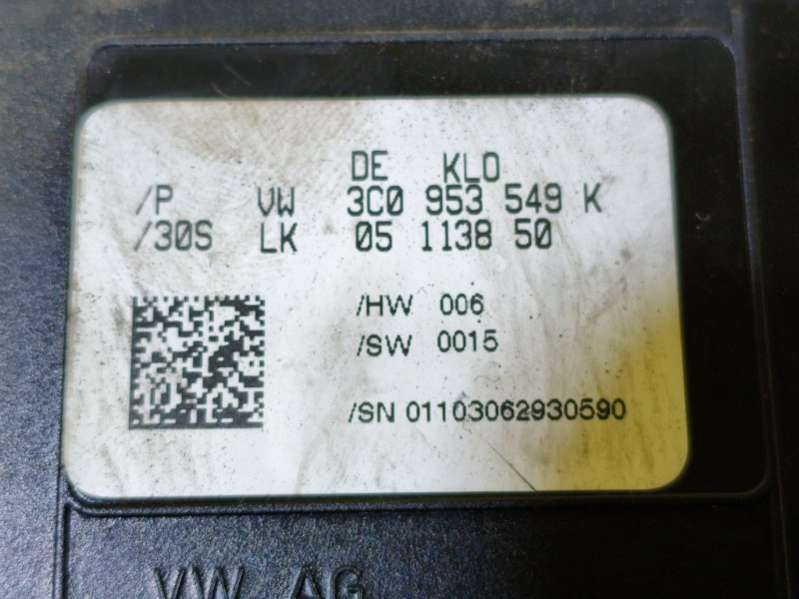 DE KLO
/P VW 3C0 953 549 K
/30S LK 05 1138 50
/HW 006
/SW 0015
/SN 01103062930590
VW AG